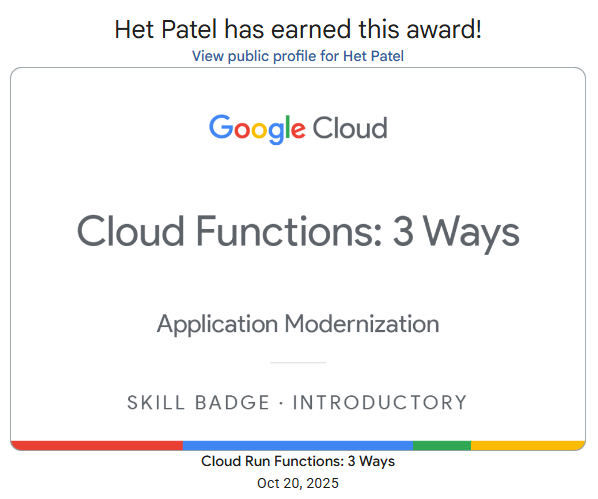 Het Patel has earned this award!
View public profile for Het Patel
Google Cloud
Cloud Functions: 3 Ways
Application Modernization
SKILL BADGE · INTRODUCTORY
Cloud Run Functions: 3 Ways
Oct 20, 2025